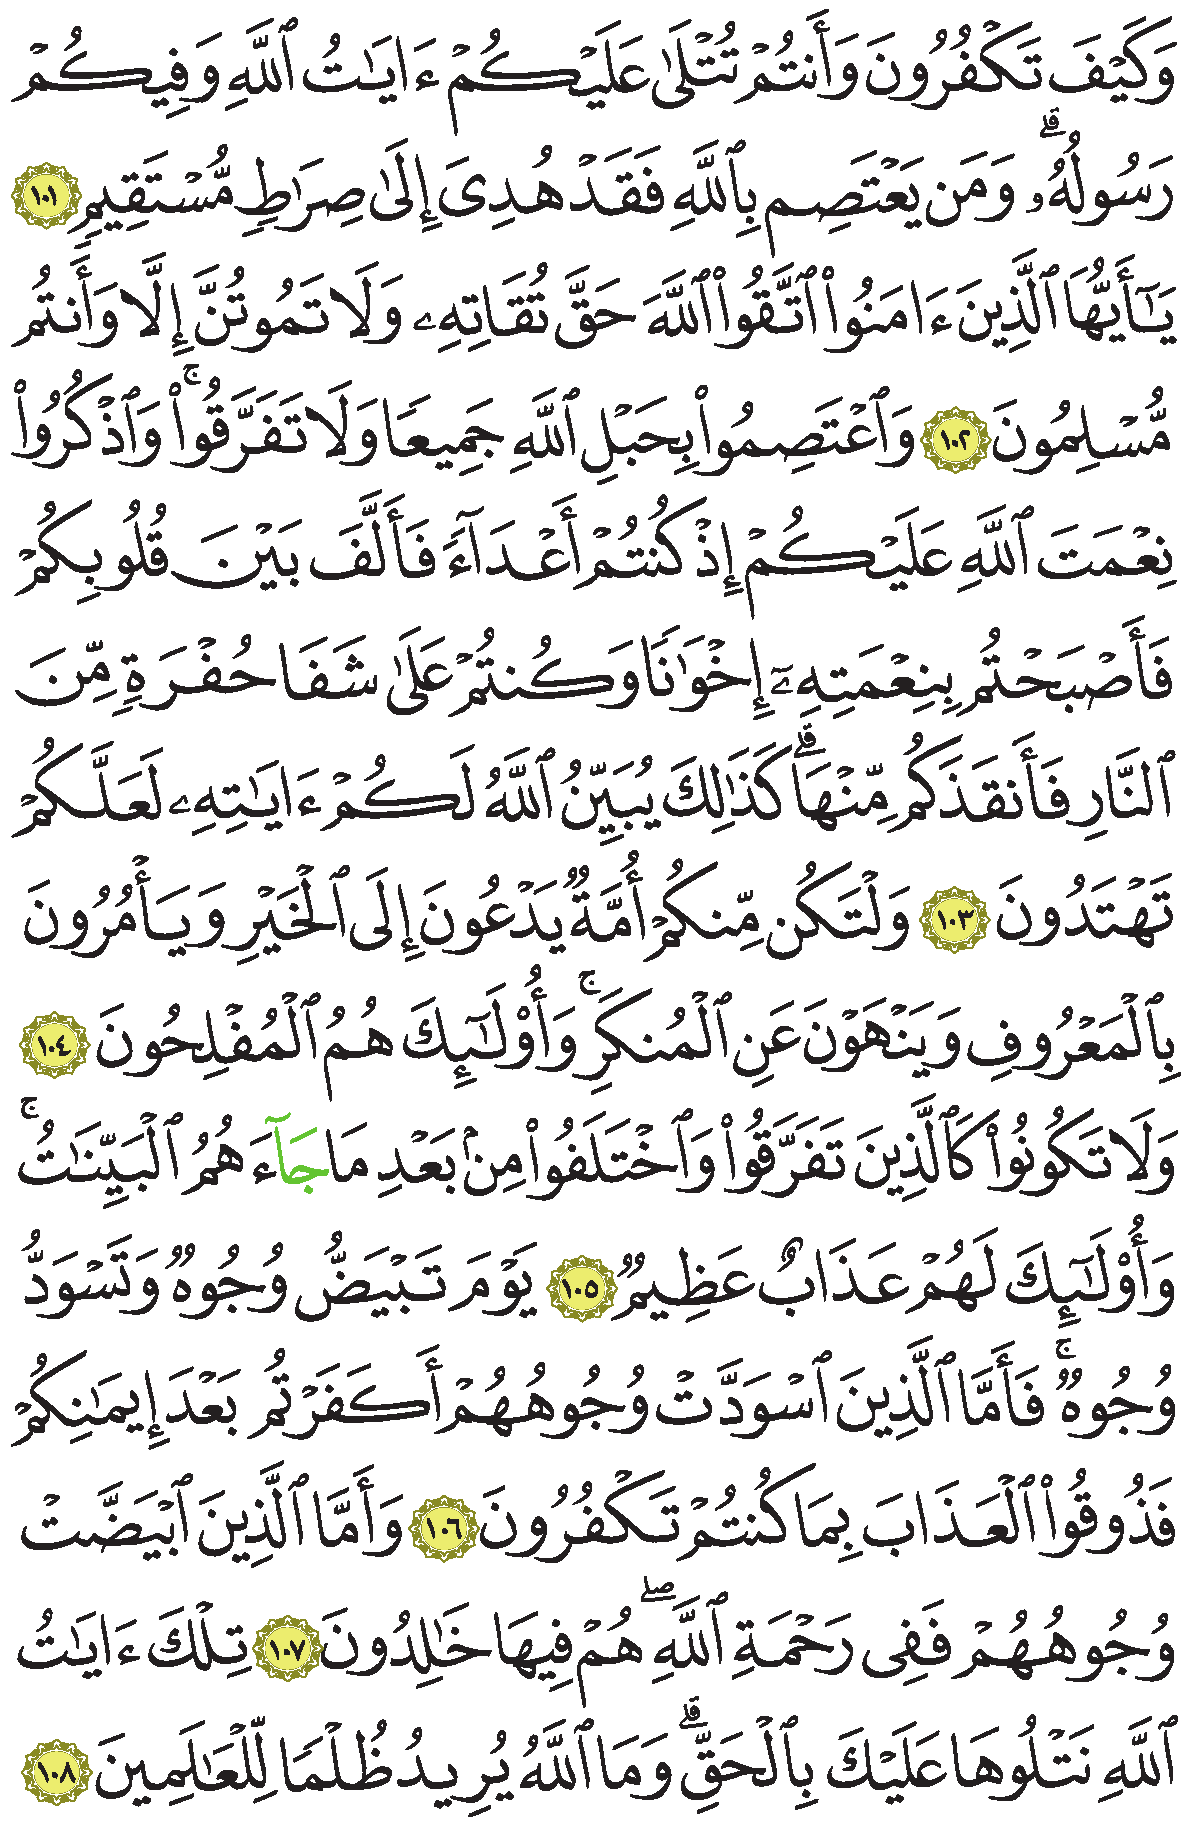 وَكَيْفَ تَكْفُرُونَ وَأَنتُمْ تُتْلَىٰ عَلَيْكُمْ ءَايَٰتُ ٱللَّهِ وَفِيكُمْ
رَسُولُهُۥۗ وَمَن يَعْتَصِم بِٱللَّهِ فَقَدْ هُدِىَ إِلَىٰ صِرَٰطٍ مُّسْتَقِيمٍ ١٠١
يَٰٓأَيُّهَا ٱلَّذِينَ ءَامَنُوا۟ ٱتَّقُوا۟ ٱللَّهَ حَقَّ تُقَاتِهِۦ وَلَا تَمُوتُنَّ إِلَّا وَأَنتُم
مُّسْلِمُونَ ١٠٢ وَٱعْتَصِمُوا۟ بِحَبْلِ ٱللَّهِ جَمِيعًا وَلَا تَفَرَّقُوا۟ۚ وَٱذْكُرُوا۟
نِعْمَتَ ٱللَّهِ عَلَيْكُمْ إِذْ كُنتُمْ أَعْدَآءً فَأَلَّفَ بَيْنَ قُلُوبِكُمْ
فَأَصْبَحْتُم بِنِعْمَتِهِۦٓ إِخْوَٰنًا وَكُنتُمْ عَلَىٰ شَفَا حُفْرَةٍ مِّنَ
ٱلنَّارِ فَأَنقَذَكُم مِّنْهَاۗ كَذَٰلِكَ يُبَيِّنُ ٱللَّهُ لَكُمْ ءَايَٰتِهِۦ لَعَلَّكُمْ
تَهْتَدُونَ ١٠٣ وَلْتَكُن مِّنكُمْ أُمَّةٌ يَدْعُونَ إِلَى ٱلْخَيْرِ وَيَأْمُرُونَ
بِٱلْمَعْرُوفِ وَيَنْهَوْنَ عَنِ ٱلْمُنكَرِۚ وَأُو۟لَٰٓئِكَ هُمُ ٱلْمُفْلِحُونَ ١٠٤
وَلَا تَكُونُوا۟ كَٱلَّذِينَ تَفَرَّقُوا۟ وَٱخْتَلَفُوا۟ مِنۢ بَعْدِ مَا جَآءَهُمُ ٱلْبَيِّنَٰتُۚ
وَأُو۟لَٰٓئِكَ لَهُمْ عَذَابٌ عَظِيمٌ ١٠٥ يَوْمَ تَبْيَضُّ وُجُوهٌ وَتَسْوَدُّ
وُجُوهٌۚ فَأَمَّا ٱلَّذِينَ ٱسْوَدَّتْ وُجُوهُهُمْ أَكَفَرْتُم بَعْدَ إِيمَٰنِكُمْ
فَذُوقُوا۟ ٱلْعَذَابَ بِمَا كُنتُمْ تَكْفُرُونَ ١٠٦ وَأَمَّا ٱلَّذِينَ ٱبْيَضَّتْ
وُجُوهُهُمْ فَفِى رَحْمَةِ ٱللَّهِۖ هُمْ فِيهَا خَٰلِدُونَ ١٠٧ تِلْكَ ءَايَٰتُ
ٱللَّهِ نَتْلُوهَا عَلَيْكَ بِٱلْحَقِّۗ وَمَا ٱللَّهُ يُرِيدُ ظُلْمًا لِّلْعَٰلَمِينَ ١٠٨